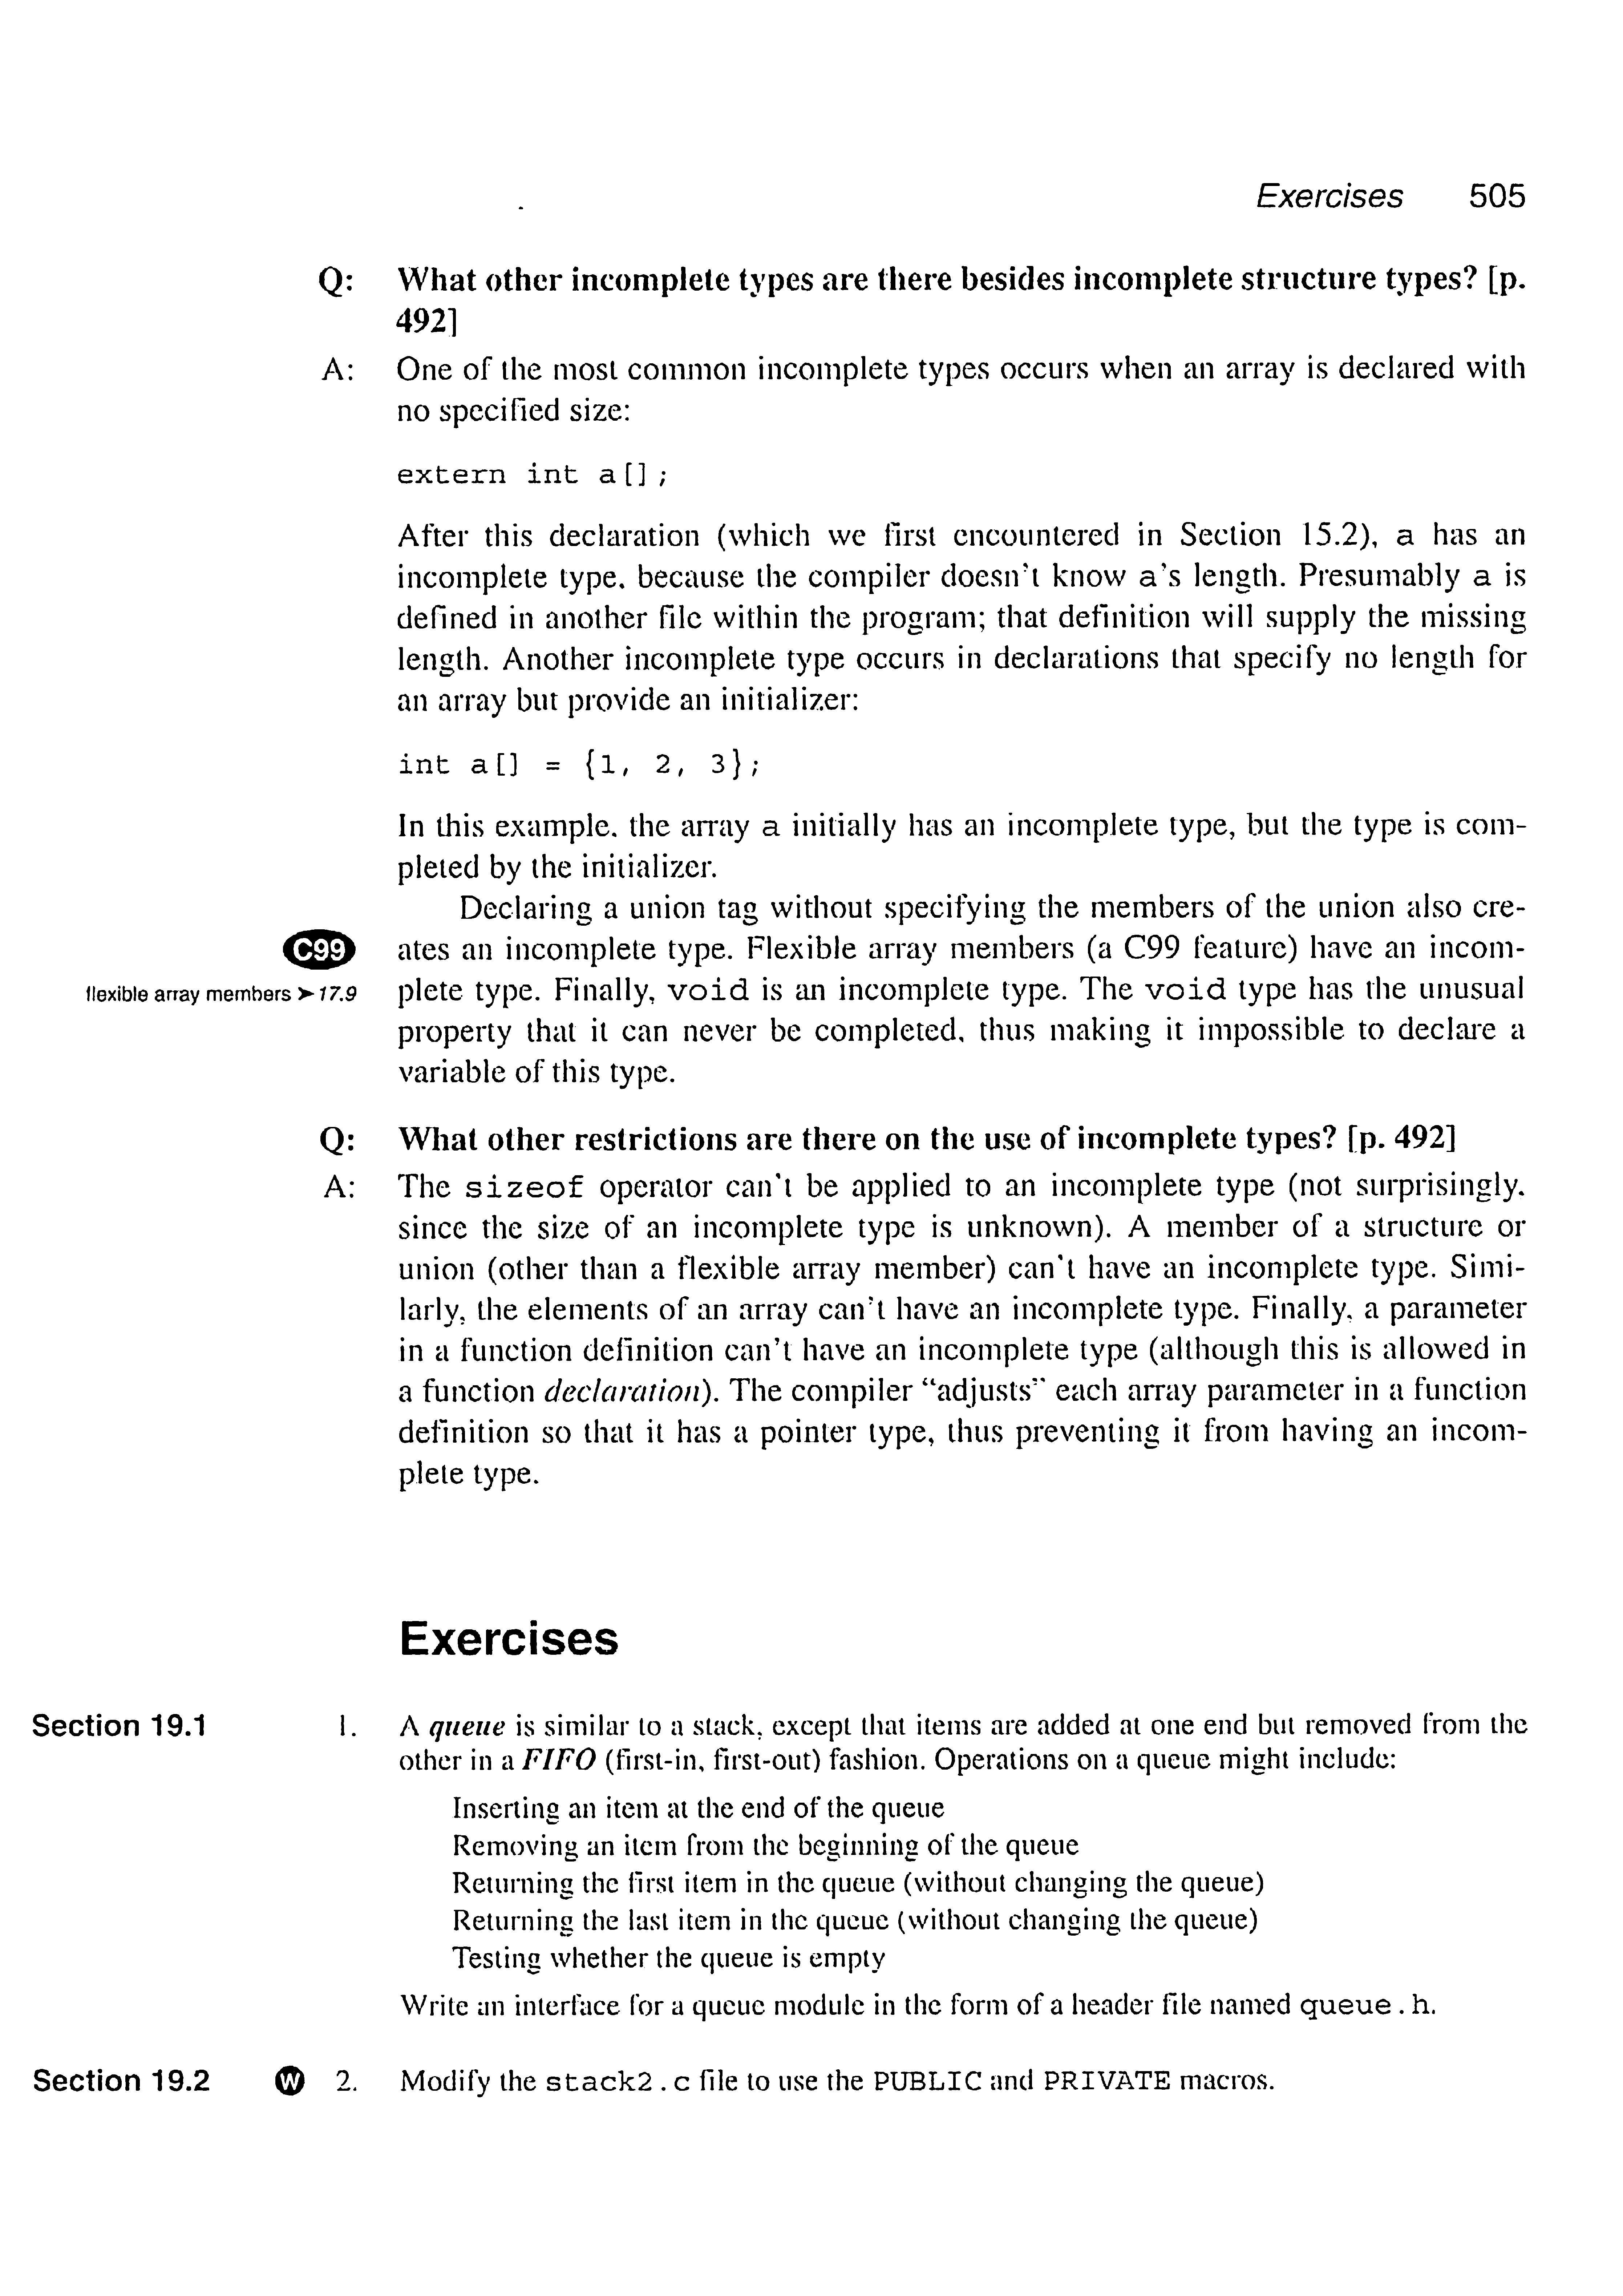 Exercises 505
Q: What other incomplete types are there besides incomplete structure types? [p.
492]
A: One of the most common incomplete types occurs when an array is declared with
no specified size:
extern int a[];
After this declaration (which we first encountered in Section 15.2), a has an
incomplete type, because the compiler doesn't know a's length. Presumably a is
defined in another file within the program; that definition will supply the missing
length. Another incomplete type occurs in declarations that specify no length for
an array but provide an initializer:
int a[] = {1, 2, 3};
In this example, the array a initially has an incomplete type, but the type is com-
pleted by the initializer.
Declaring a union tag without specifying the members of the union also cre-
C99 ates an incomplete type. Flexible array members (a C99 feature) have an incom-
flexible array members ➤ 17.9 plete type. Finally, void is an incomplete type. The void type has the unusual
property that it can never be completed, thus making it impossible to declare a
variable of this type.
Q: What other restrictions are there on the use of incomplete types? [p. 492]
A: The sizeof operator can't be applied to an incomplete type (not surprisingly,
since the size of an incomplete type is unknown). A member of a structure or
union (other than a flexible array member) can't have an incomplete type. Simi-
larly, the elements of an array can't have an incomplete type. Finally, a parameter
in a function definition can't have an incomplete type (although this is allowed in
a function declaration). The compiler "adjusts" each array parameter in a function
definition so that it has a pointer type, thus preventing it from having an incom-
plete type.
Exercises
Section 19.1 1. A queue is similar to a stack, except that items are added at one end but removed from the
other in a FIFO (first-in, first-out) fashion. Operations on a queue might include:
Inserting an item at the end of the queue
Removing an item from the beginning of the queue
Returning the first item in the queue (without changing the queue)
Returning the last item in the queue (without changing the queue)
Testing whether the queue is empty
Write an interface for a queue module in the form of a header file named queue.h.
Section 19.2 W 2. Modify the stack2.c file to use the PUBLIC and PRIVATE macros.